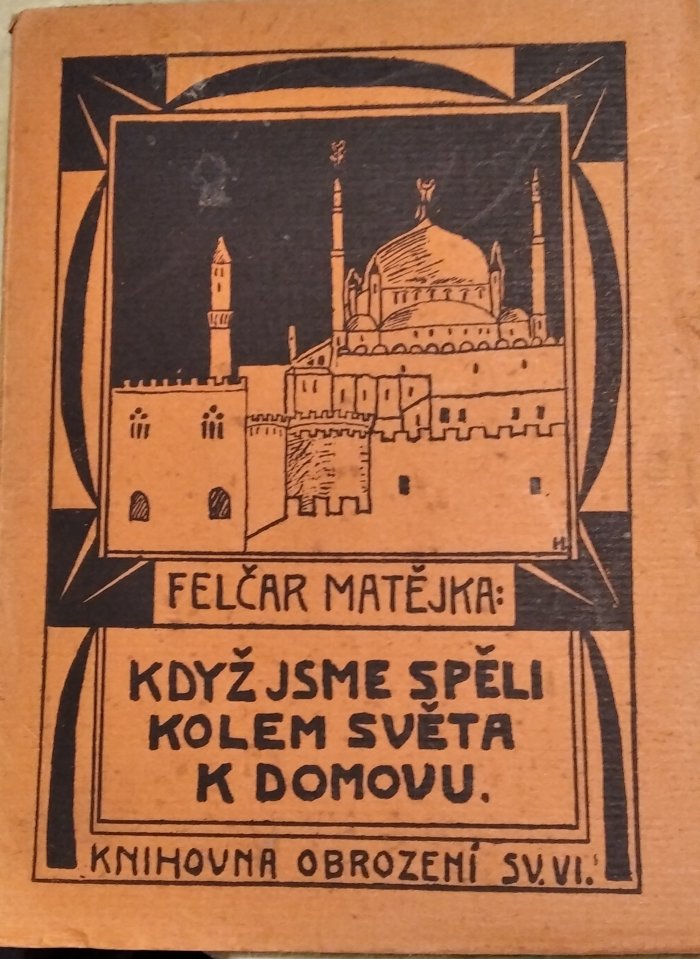 H.
FELČAR MATĚJKA:
KDYŽ JSME SPĚLI
KOLEM SVĚTA
K DOMOVU.
KNIHOVNA OBROZENÍ SV. VI.